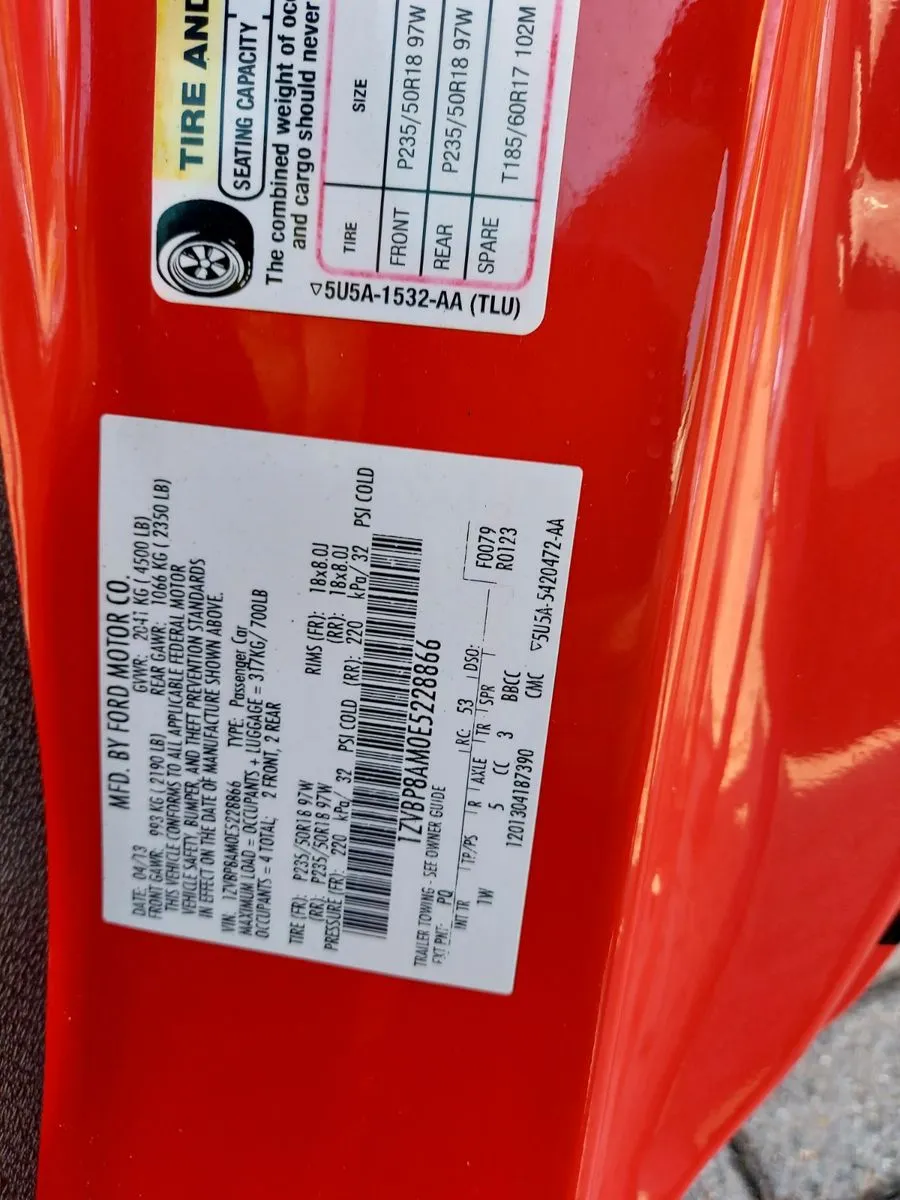 TIRE AND
SEATING CAPACITY
The combined weight of occ
and cargo should never
TIRE SIZE
FRONT P235/50R18 97W
REAR P235/50R18 97W
SPARE T185/60R17 102M
▽5U5A-1532-AA (TLU)
MFD. BY FORD MOTOR CO.
DATE: 04/13 GVWR: 2041 KG ( 4500 LB)
FRONT GAWR: 993 KG ( 2190 LB) REAR GAWR: 1066 KG ( 2350 LB)
THIS VEHICLE CONFORMS TO ALL APPLICABLE FEDERAL MOTOR
VEHICLE SAFETY, BUMPER, AND THEFT PREVENTION STANDARDS
IN EFFECT ON THE DATE OF MANUFACTURE SHOWN ABOVE.
VIN: 1ZVBP8AM0E5228866 TYPE: Passenger Car
MAXIMUM LOAD = OCCUPANTS + LUGGAGE = 317KG/700LB
OCCUPANTS = 4 TOTAL; 2 FRONT, 2 REAR
TIRE (FR): P235/50R18 97W RIMS (FR): 18x8.0J
(RR): P235/50R18 97W (RR): 18x8.0J
PRESSURE (FR): 220 kPa/ 32 PSI COLD (RR): 220 kPa/ 32 PSI COLD
1ZVBP8AM0E5228866
TRAILER TOWING - SEE OWNER GUIDE
EXT PNT: PQ RC: 53 DSO: F0079
INT TR TP/PS R AXLE TR SPR R0123
1W 5 CC 3 BBCC
1201304187390 CMC ▽5U5A-5420472-AA